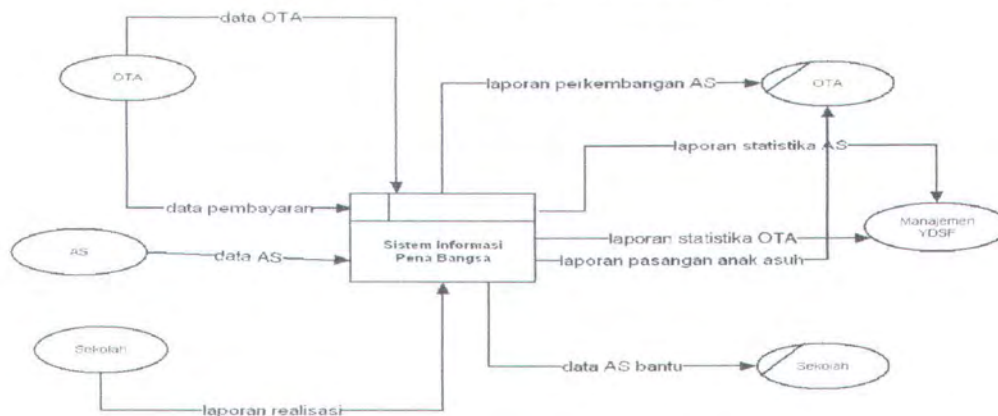 data OTA
OTA
laporan perkembangan AS
OTA
laporan statistika AS
data pembayaran
Manajemen
YDSF
Sistem Informasi
Pena Bangsa
laporan statistika OTA
AS
data AS
laporan pasangan anak asuh
Sekolah
data AS bantu
Sekolah
laporan realisasi